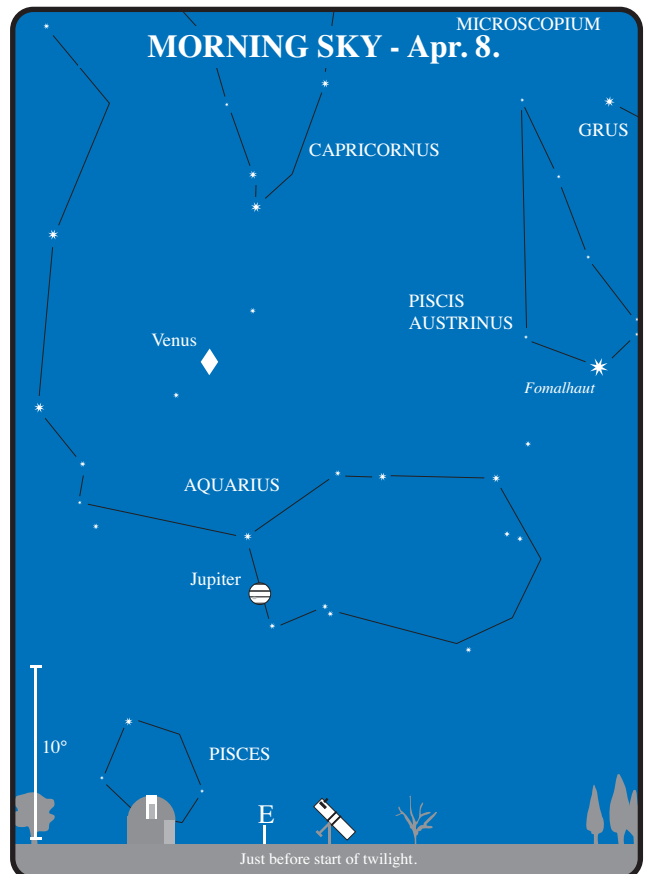 MICROSCOPIUM
MORNING SKY - Apr. 8.
GRUS
CAPRICORNUS
PISCIS
AUSTRINUS
Venus
Fomalhaut
AQUARIUS
Jupiter
10°
PISCES
E
Just before start of twilight.